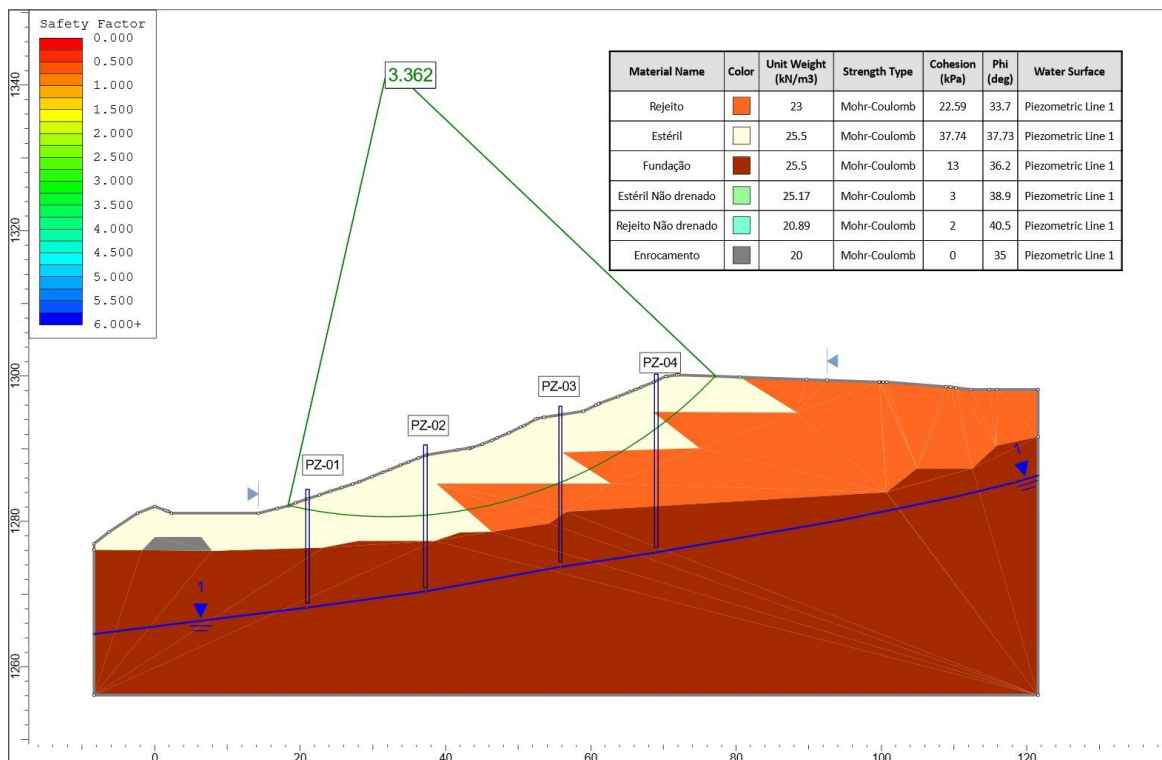 Safety Factor
0.000
0.500
1.000
1.500
2.000
2.500
3.000
3.500
4.000
4.500
5.000
5.500
6.000+
3.362
Material Name Color Unit Weight (kN/m3) Strength Type Cohesion (kPa) Phi (deg) Water Surface
Rejeito 23 Mohr-Coulomb 22.59 33.7 Piezometric Line 1
Estéril 25.5 Mohr-Coulomb 37.74 37.73 Piezometric Line 1
Fundação 25.5 Mohr-Coulomb 13 36.2 Piezometric Line 1
Estéril Não drenado 25.17 Mohr-Coulomb 3 38.9 Piezometric Line 1
Rejeito Não drenado 20.89 Mohr-Coulomb 2 40.5 Piezometric Line 1
Enrocamento 20 Mohr-Coulomb 0 35 Piezometric Line 1
1340
1320
1300
1280
1260
PZ-01
PZ-02
PZ-03
PZ-04
1
1
0 20 40 60 80 100 120